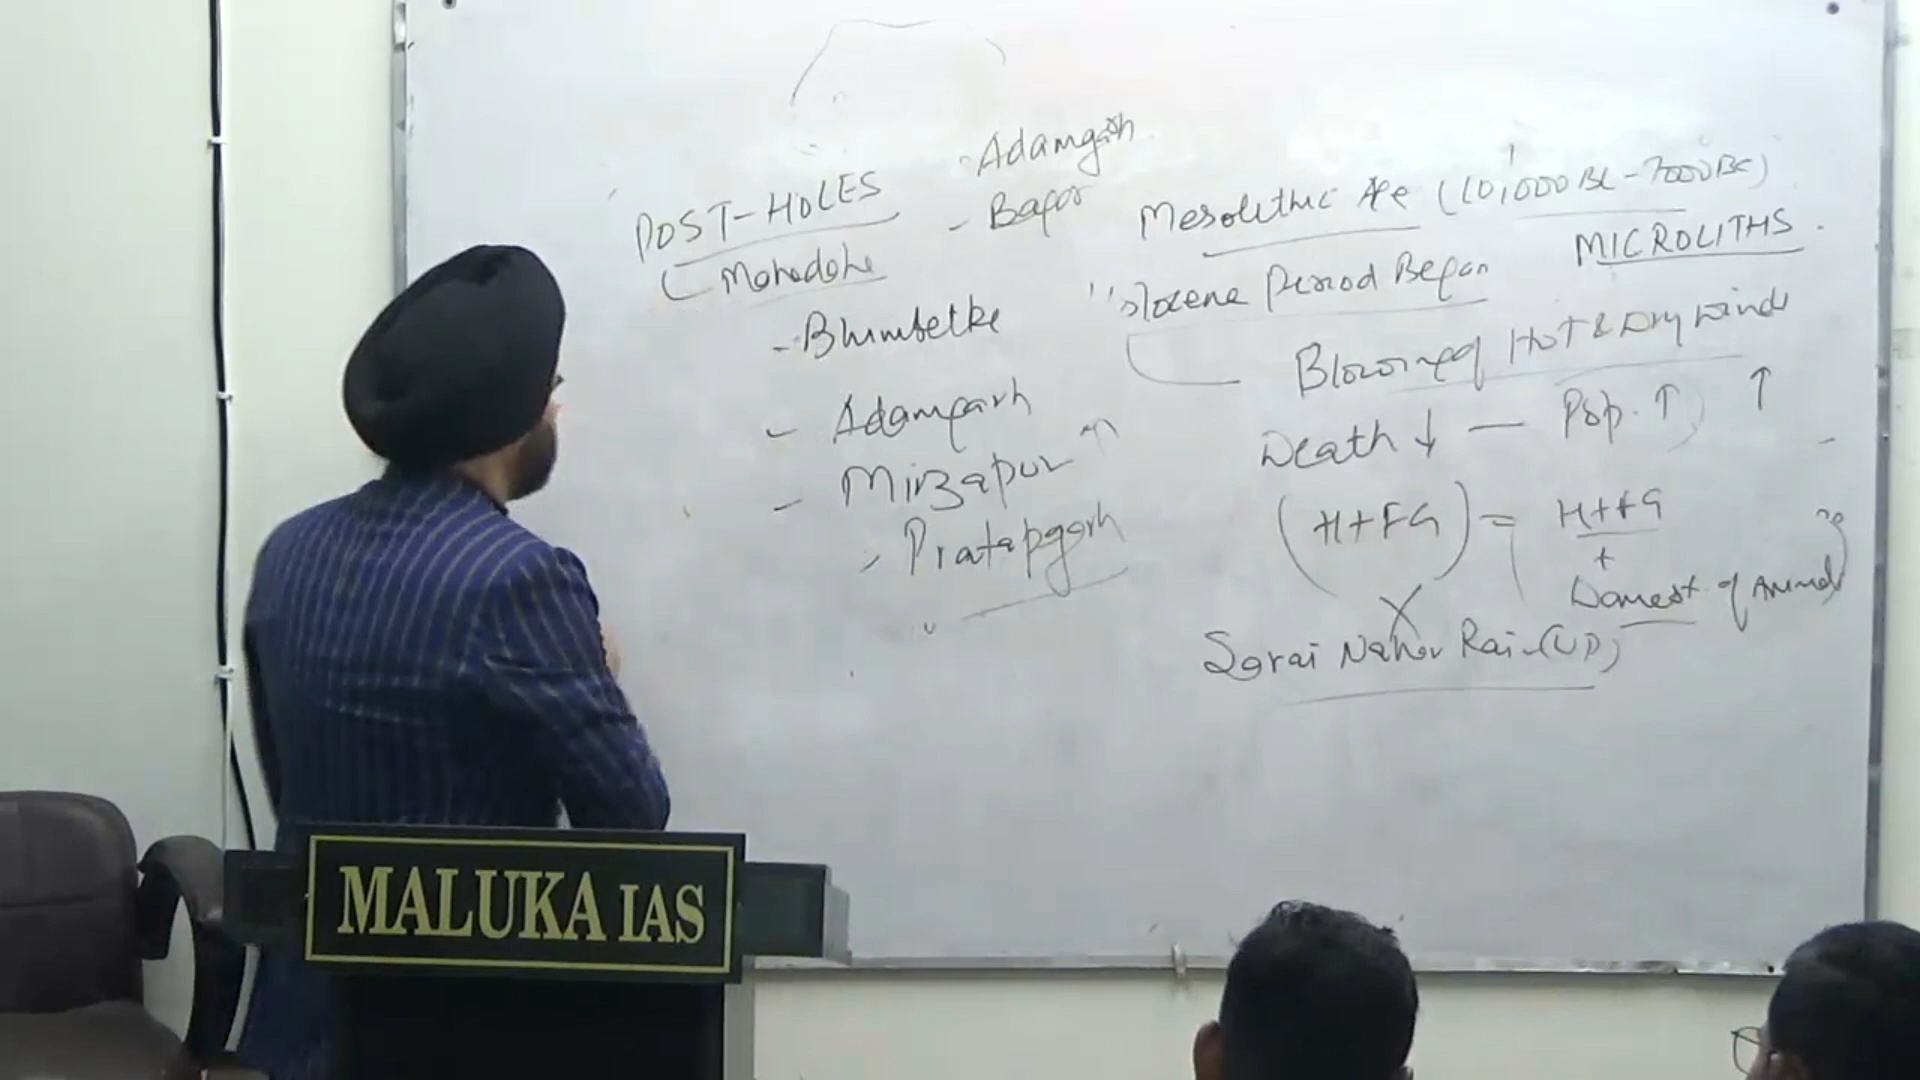 - Adamgarh
- Bagor
POST-HOLES
Mahadaha
- Bhimbetka
- Adamgarh
- Mirzapur
- Pratapgarh
Mesolithic Age (10,000 BC - 7000 BC)
MICROLITHS
Holocene Period Began
Blowing of Hot & Dry Winds
Death ↓ — Pop. ↑ ↑
(H+FG) = H+FG
+
Domest. of Animals
Sarai Nahar Rai - (UP)
MALUKA IAS